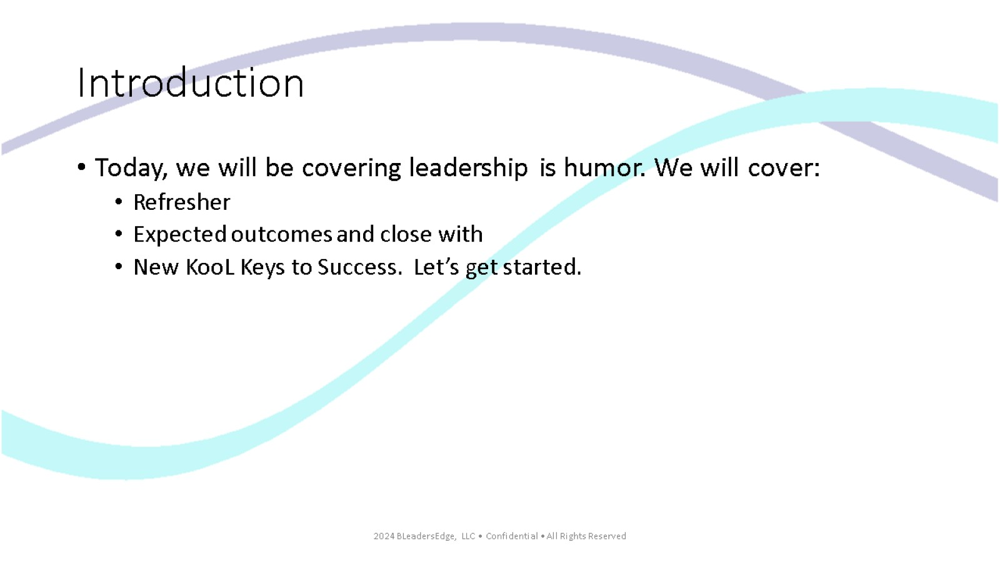 Introduction
• Today, we will be covering leadership is humor. We will cover:
• Refresher
• Expected outcomes and close with
• New KooL Keys to Success. Let’s get started.
2024 BLeadersEdge, LLC • Confidential • All Rights Reserved